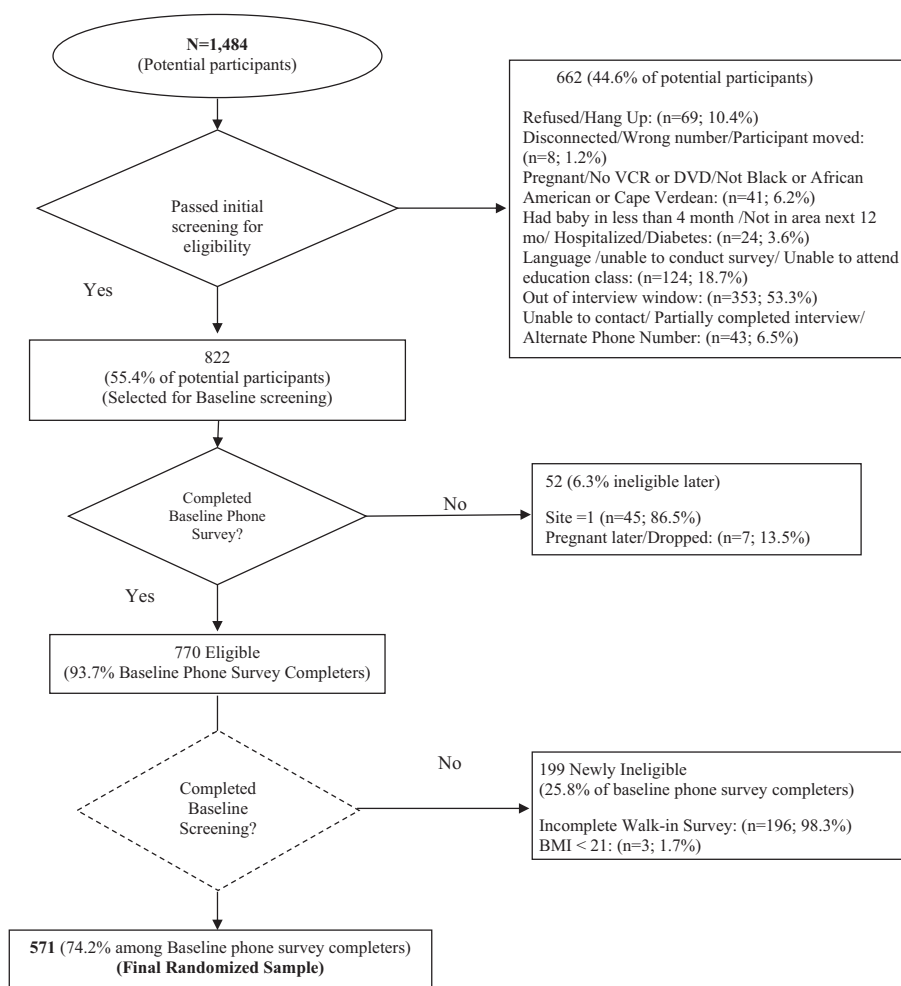 N=1,484
(Potential participants)
662 (44.6% of potential participants)
Refused/Hang Up: (n=69; 10.4%)
Disconnected/Wrong number/Participant moved:
(n=8; 1.2%)
Pregnant/No VCR or DVD/Not Black or African
American or Cape Verdean: (n=41; 6.2%)
Had baby in less than 4 month /Not in area next 12
mo/ Hospitalized/Diabetes: (n=24; 3.6%)
Language /unable to conduct survey/ Unable to attend
education class: (n=124; 18.7%)
Out of interview window: (n=353; 53.3%)
Unable to contact/ Partially completed interview/
Alternate Phone Number: (n=43; 6.5%)
Passed initial
screening for
eligibility
Yes
822
(55.4% of potential participants)
(Selected for Baseline screening)
Completed
Baseline Phone
Survey?
No
52 (6.3% ineligible later)
Site =1 (n=45; 86.5%)
Pregnant later/Dropped: (n=7; 13.5%)
Yes
770 Eligible
(93.7% Baseline Phone Survey Completers)
Completed
Baseline
Screening?
No
199 Newly Ineligible
(25.8% of baseline phone survey completers)
Incomplete Walk-in Survey: (n=196; 98.3%)
BMI < 21: (n=3; 1.7%)
571 (74.2% among Baseline phone survey completers)
(Final Randomized Sample)